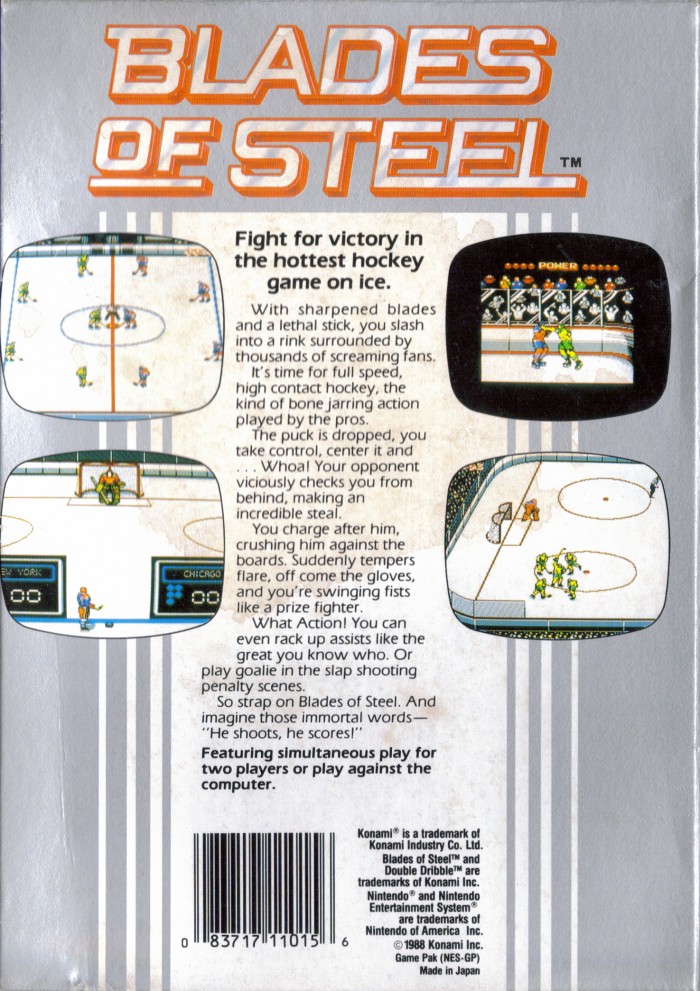 BLADES
OF STEEL™
Fight for victory in
the hottest hockey
game on ice.
With sharpened blades
and a lethal stick, you slash
into a rink surrounded by
thousands of screaming fans.
It's time for full speed,
high contact hockey, the
kind of bone jarring action
played by the pros.
The puck is dropped, you
take control, center it and
. . . Whoa! Your opponent
viciously checks you from
behind, making an
incredible steal.
You charge after him,
crushing him against the
boards. Suddenly tempers
flare, off come the gloves,
and you're swinging fists
like a prize fighter.
What Action! You can
even rack up assists like the
great you know who. Or
play goalie in the slap shooting
penalty scenes.
So strap on Blades of Steel. And
imagine those immortal words—
"He shoots, he scores!"
Featuring simultaneous play for
two players or play against the
computer.
POWER
EW YORK
00
CHICAGO
00
0 83717 11015 6
Konami® is a trademark of
Konami Industry Co. Ltd.
Blades of Steel™ and
Double Dribble™ are
trademarks of Konami Inc.
Nintendo® and Nintendo
Entertainment System®
are trademarks of
Nintendo of America Inc.
©1988 Konami Inc.
Game Pak (NES-GP)
Made in Japan